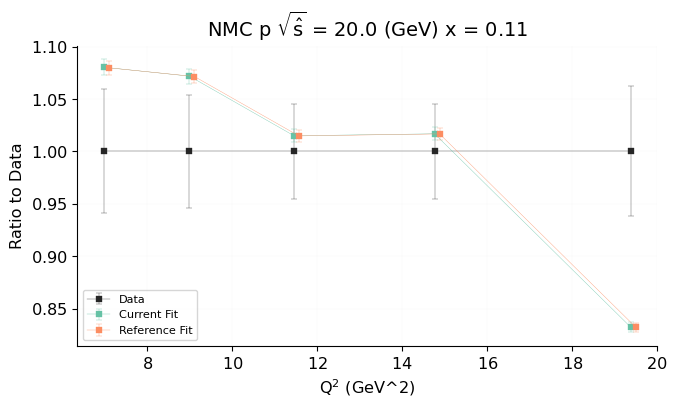 NMC p √ŝ = 20.0 (GeV) x = 0.11
Ratio to Data
1.10
1.05
1.00
0.95
0.90
0.85
Data
Current Fit
Reference Fit
8 10 12 14 16 18 20
Q² (GeV^2)